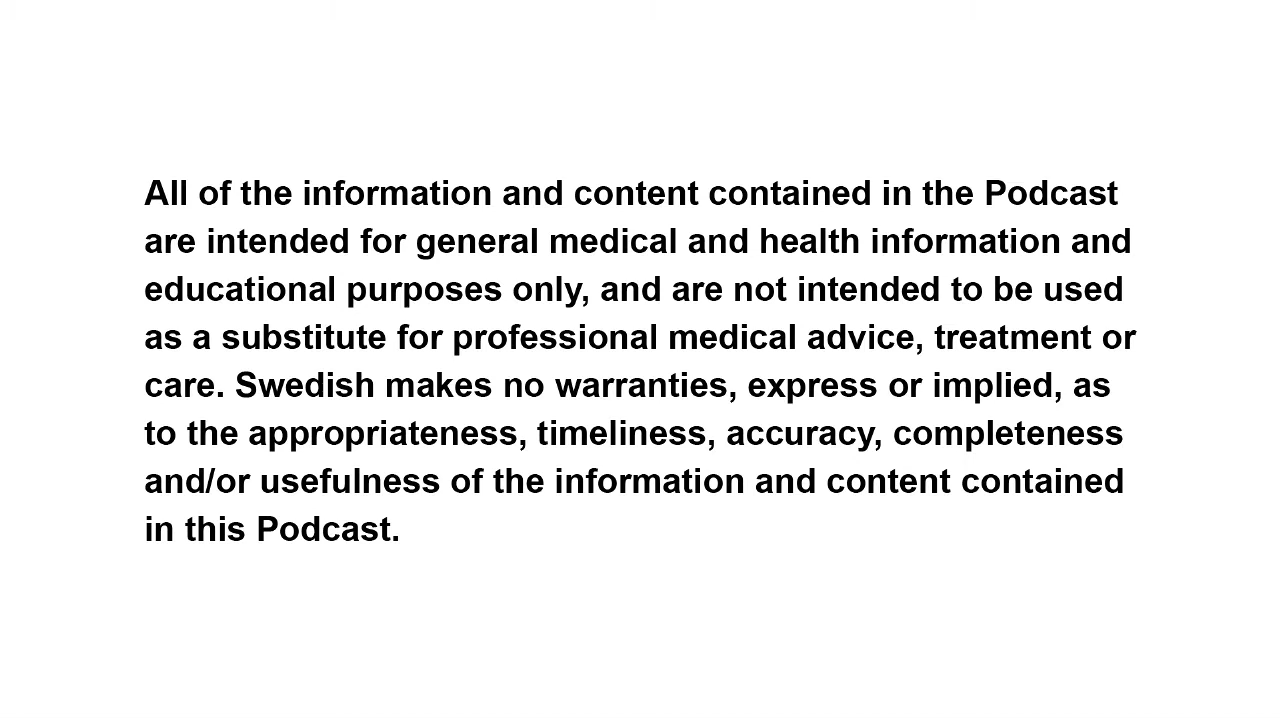 All of the information and content contained in the Podcast
are intended for general medical and health information and
educational purposes only, and are not intended to be used
as a substitute for professional medical advice, treatment or
care. Swedish makes no warranties, express or implied, as
to the appropriateness, timeliness, accuracy, completeness
and/or usefulness of the information and content contained
in this Podcast.